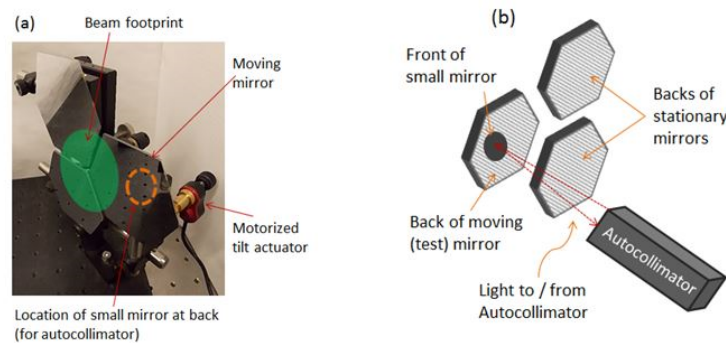 (a)
Beam footprint
Moving
mirror
Motorized
tilt actuator
Location of small mirror at back
(for autocollimator)
(b)
Front of
small mirror
Backs of
stationary
mirrors
Back of moving
(test) mirror
Autocollimator
Light to / from
Autocollimator